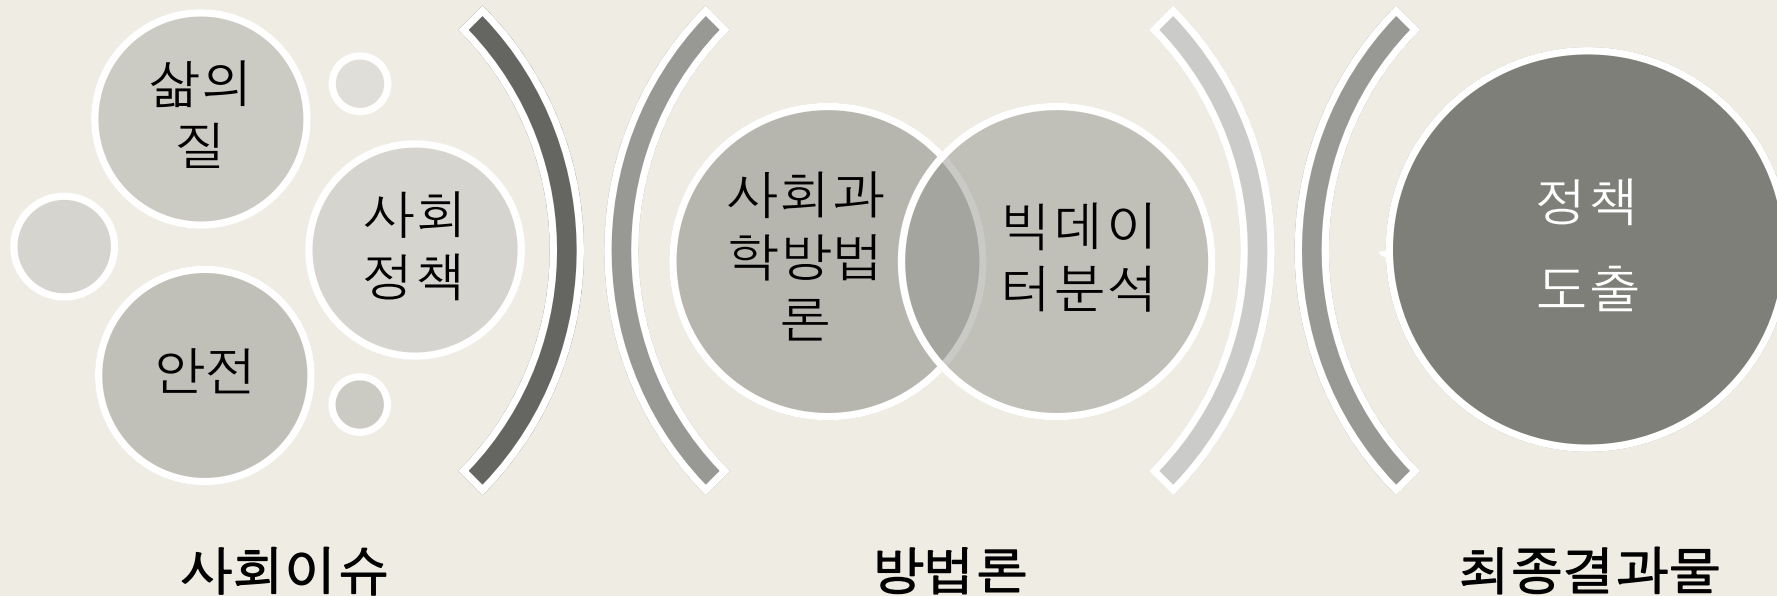 삶의
질
사회
정책
안전
사회과
학방법
론
빅데이
터분석
정책
도출
사회이슈
방법론
최종결과물